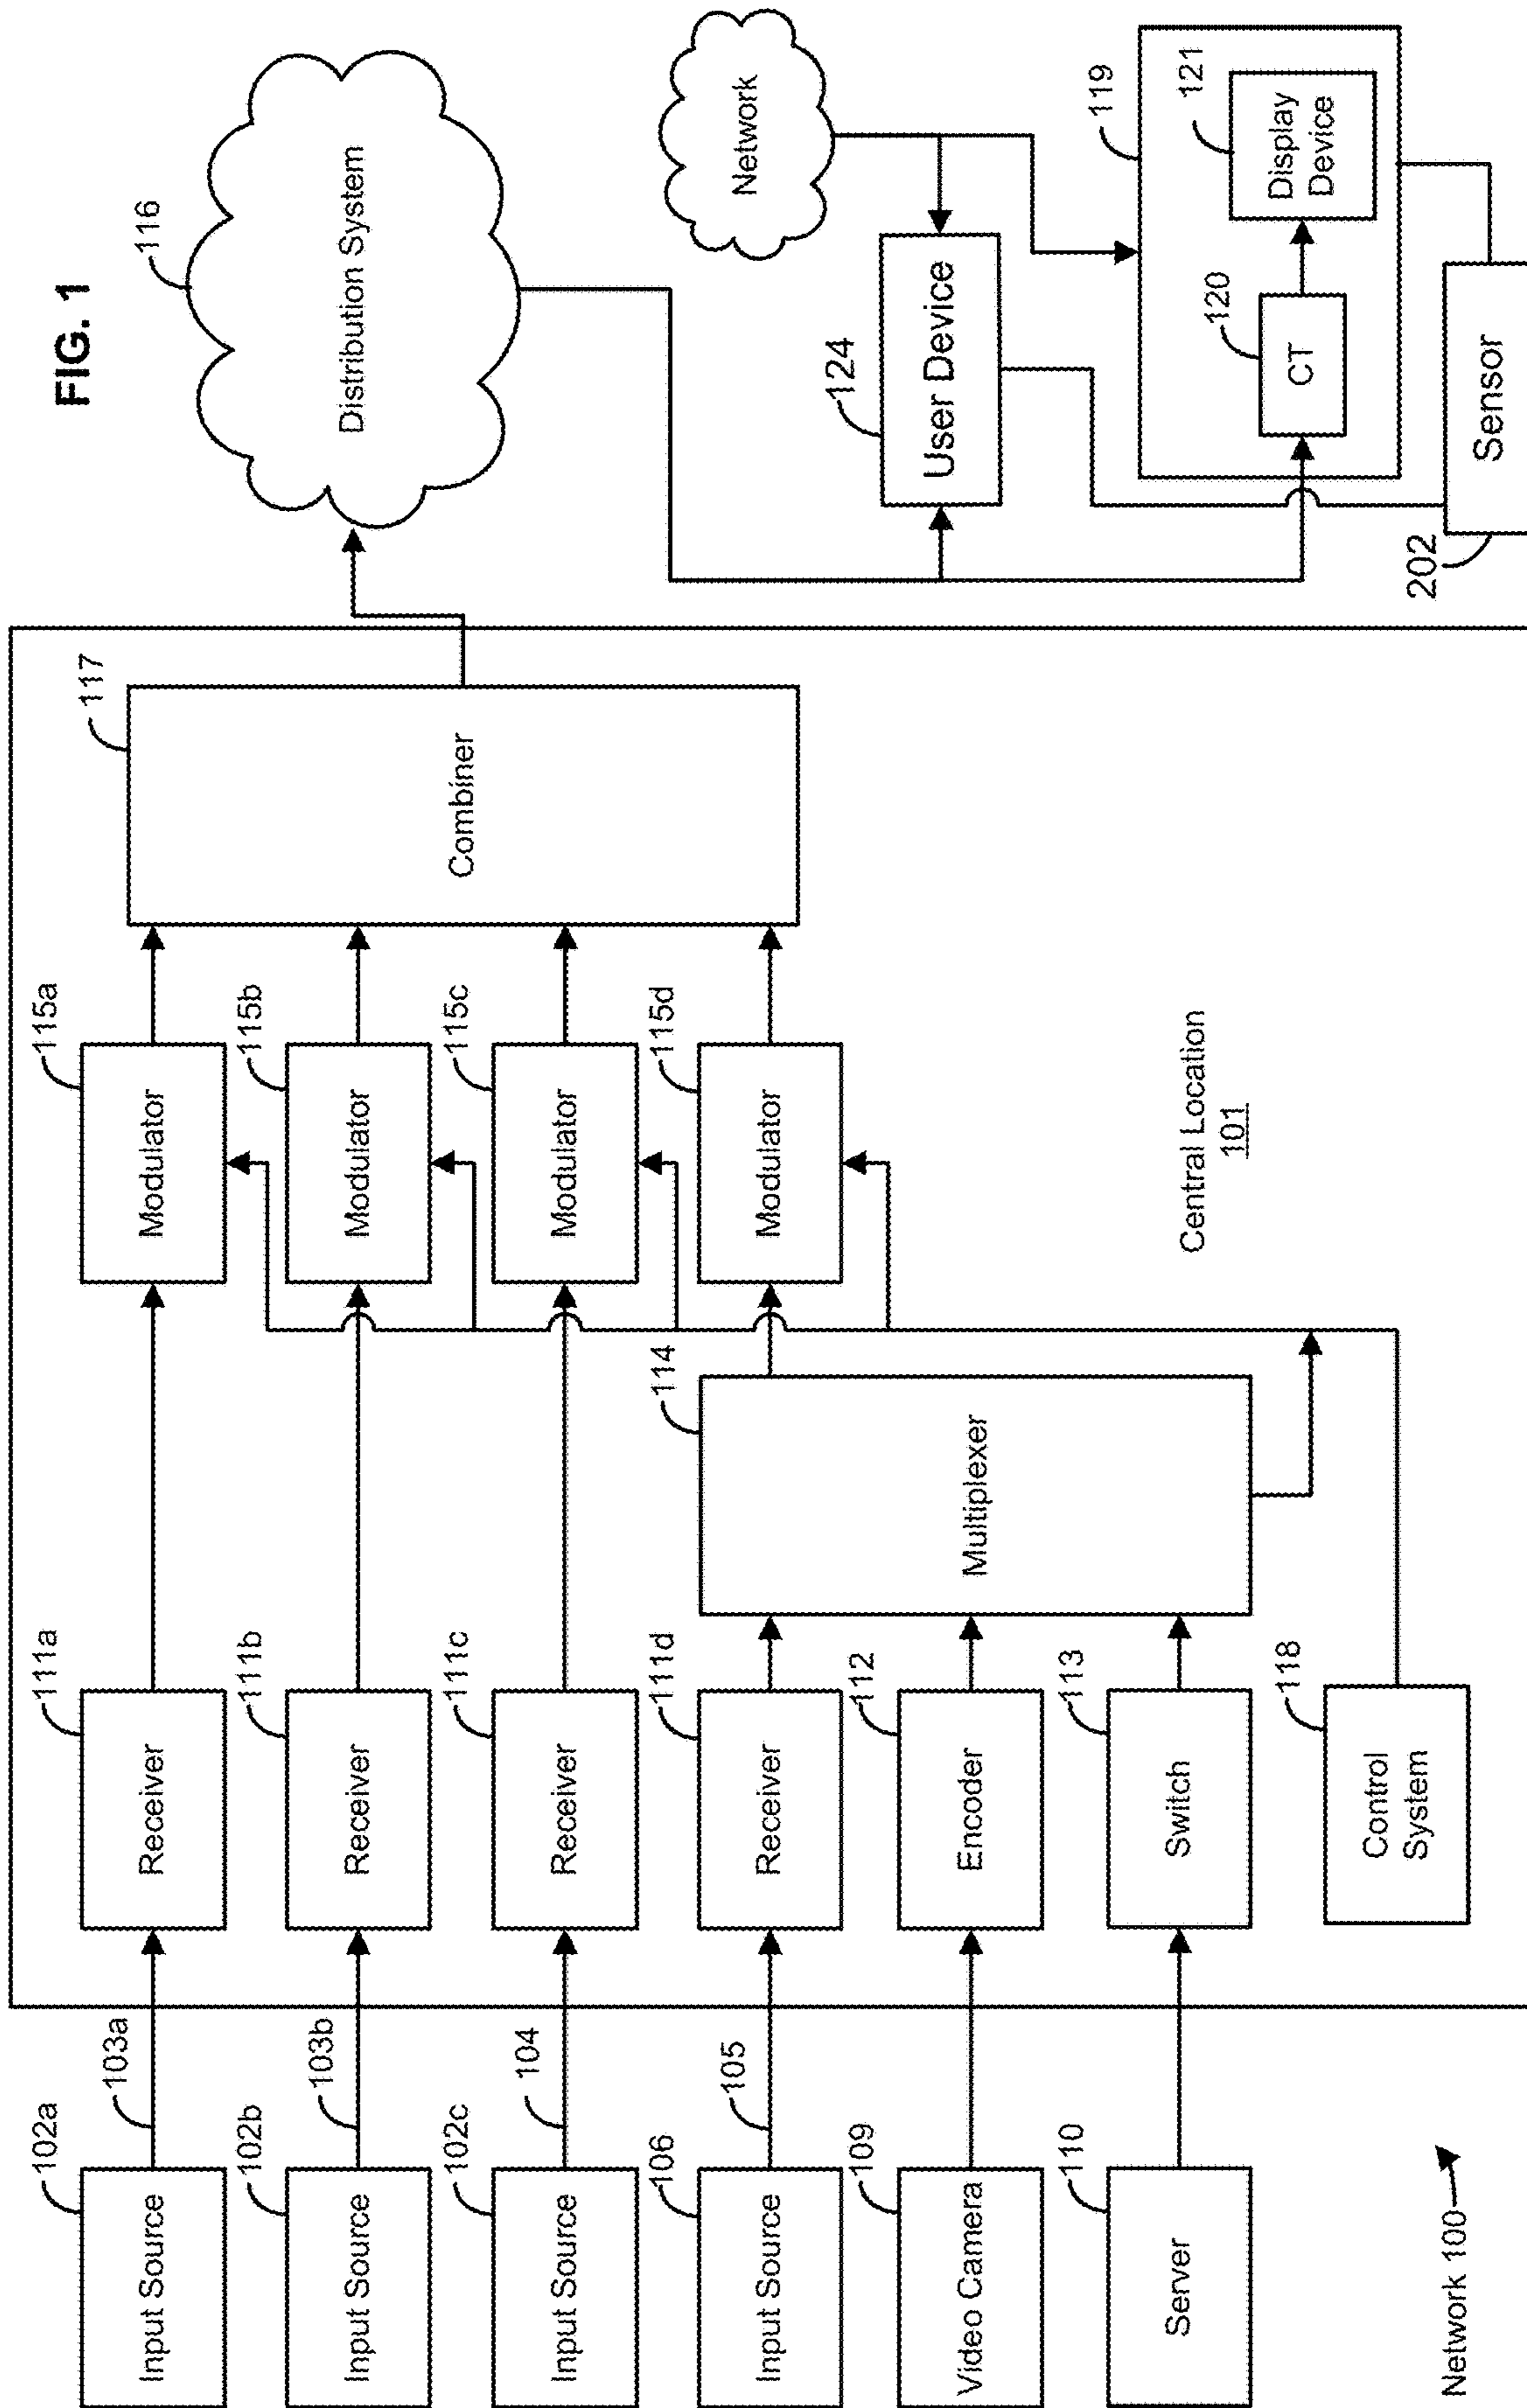 FIG. 1
102a
Input Source
103a
111a
Receiver
115a
Modulator
102b
Input Source
103b
111b
Receiver
115b
Modulator
102c
Input Source
104
111c
Receiver
115c
Modulator
106
Input Source
105
111d
Receiver
115d
Modulator
109
Video Camera
112
Encoder
110
Server
113
Switch
114
Multiplexer
118
Control
System
117
Combiner
Central Location
101
116
Distribution System
Network
124
User Device
119
120
CT
121
Display
Device
202
Sensor
Network 100